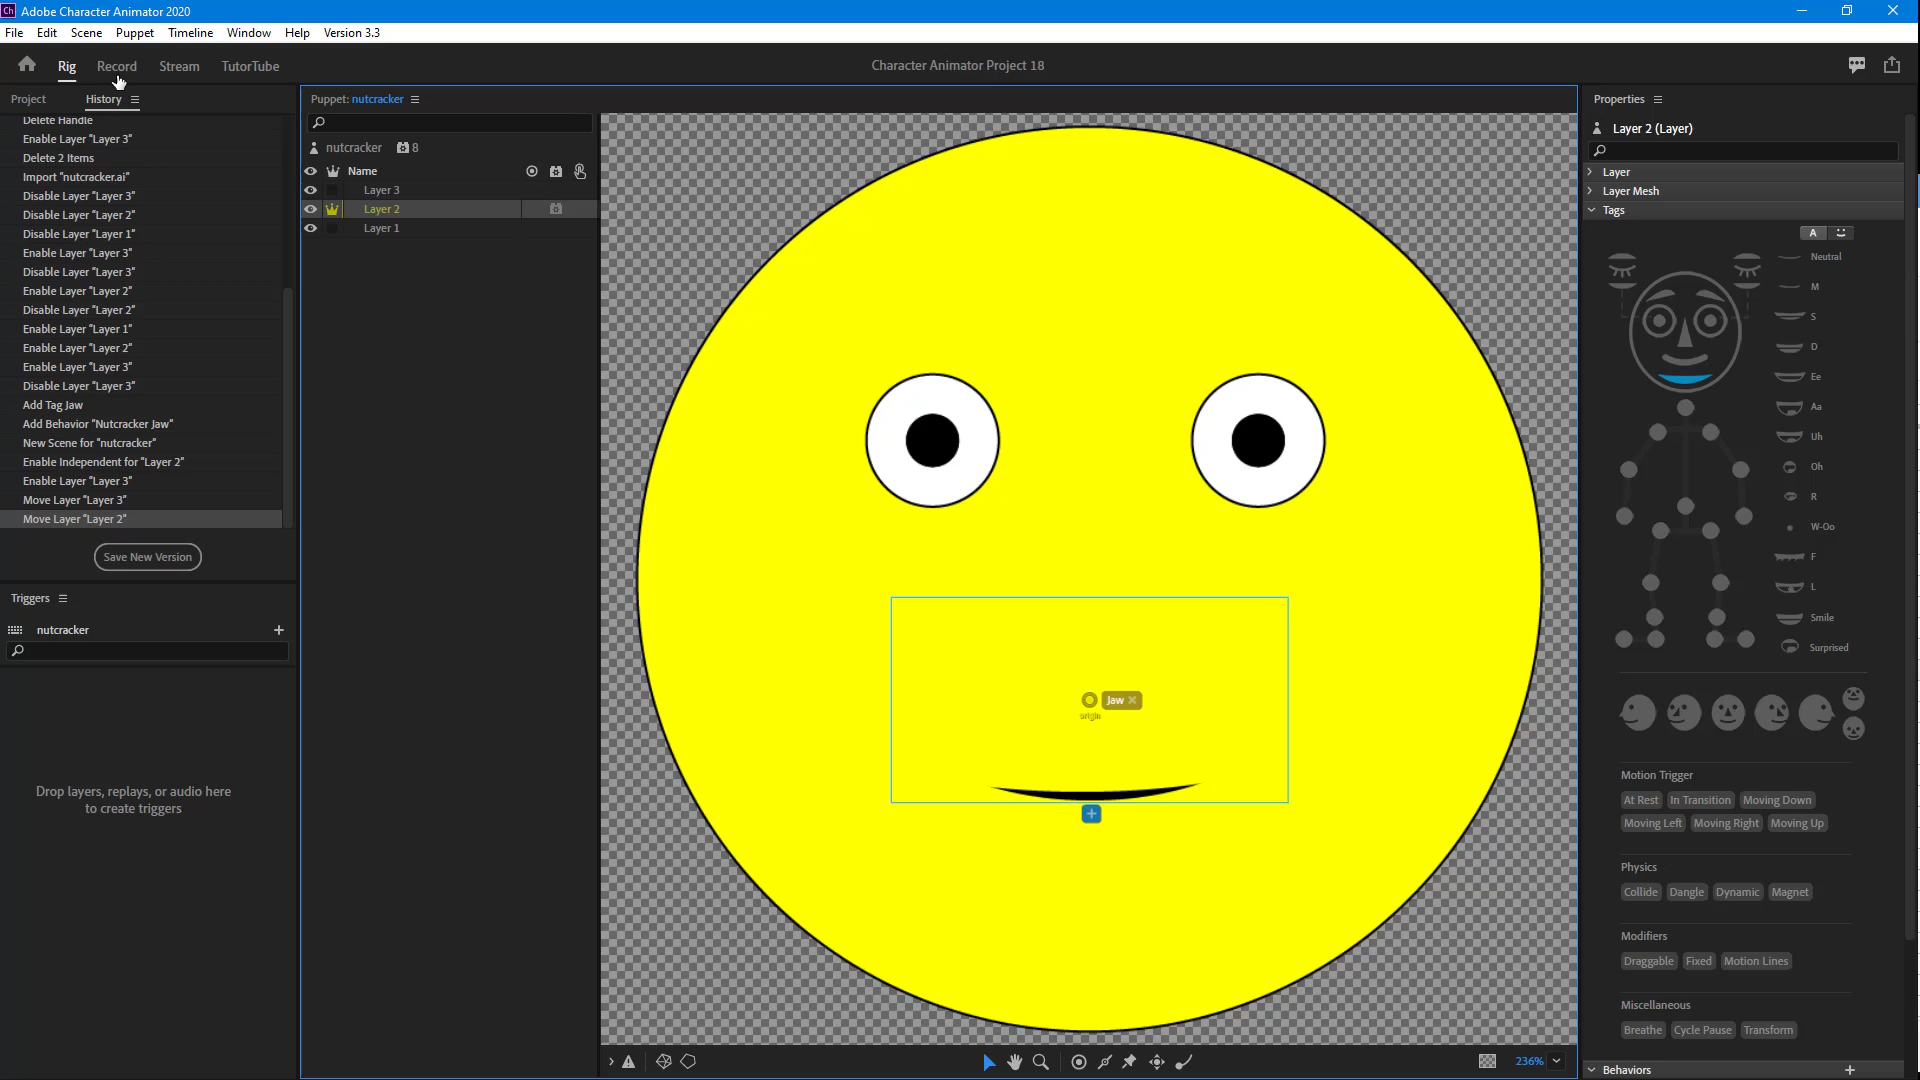 Ch Adobe Character Animator 2020
File Edit Scene Puppet Timeline Window Help Version 3.3
Rig Record Stream TutorTube
Character Animator Project 18
Project History
Delete Handle
Enable Layer “Layer 3”
Delete 2 Items
Import “nutcracker.ai”
Disable Layer “Layer 3”
Disable Layer “Layer 2”
Disable Layer “Layer 1”
Enable Layer “Layer 3”
Disable Layer “Layer 3”
Enable Layer “Layer 2”
Disable Layer “Layer 2”
Enable Layer “Layer 1”
Enable Layer “Layer 2”
Enable Layer “Layer 3”
Disable Layer “Layer 3”
Add Tag Jaw
Add Behavior “Nutcracker Jaw”
New Scene for “nutcracker”
Enable Independent for “Layer 2”
Enable Layer “Layer 3”
Move Layer “Layer 3”
Move Layer “Layer 2”
Save New Version
Triggers
nutcracker
Drop layers, replays, or audio here
to create triggers
Puppet: nutcracker
nutcracker 8
Name
Layer 3
Layer 2
Layer 1
Jaw
origin
236%
Properties
Layer 2 (Layer)
Layer
Layer Mesh
Tags
A
Neutral
M
S
D
Ee
Aa
Uh
Oh
R
W-Oo
F
L
Smile
Surprised
Motion Trigger
At Rest In Transition Moving Down
Moving Left Moving Right Moving Up
Physics
Collide Dangle Dynamic Magnet
Modifiers
Draggable Fixed Motion Lines
Miscellaneous
Breathe Cycle Pause Transform
Behaviors